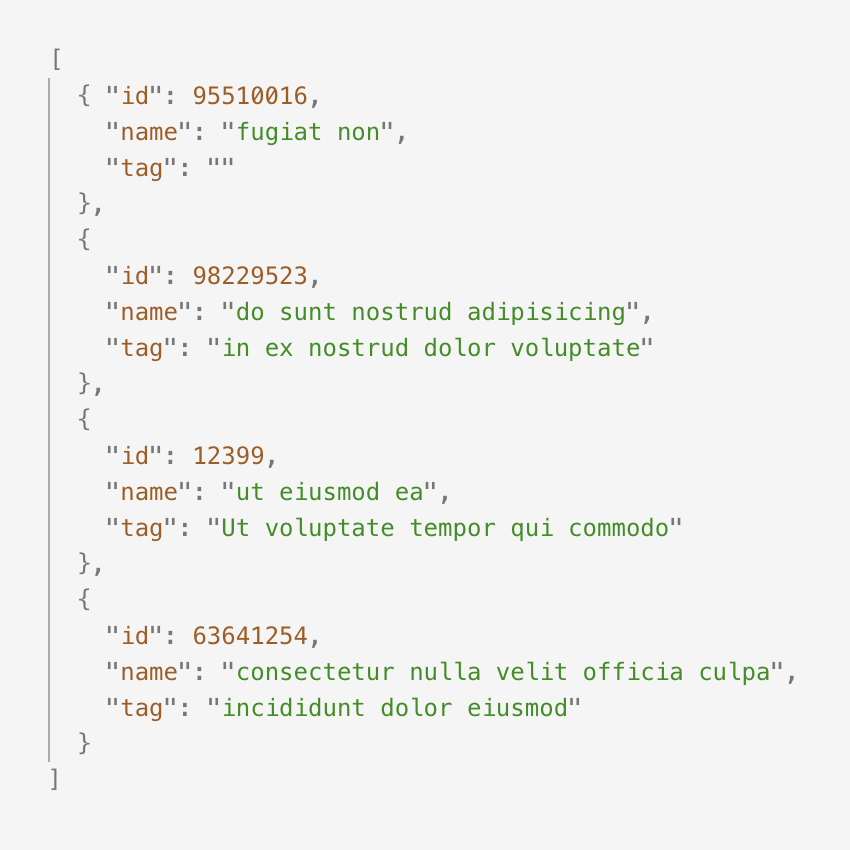 [
  { "id": 95510016,
    "name": "fugiat non",
    "tag": ""
  },
  {
    "id": 98229523,
    "name": "do sunt nostrud adipisicing",
    "tag": "in ex nostrud dolor voluptate"
  },
  {
    "id": 12399,
    "name": "ut eiusmod ea",
    "tag": "Ut voluptate tempor qui commodo"
  },
  {
    "id": 63641254,
    "name": "consectetur nulla velit officia culpa",
    "tag": "incididunt dolor eiusmod"
  }
]